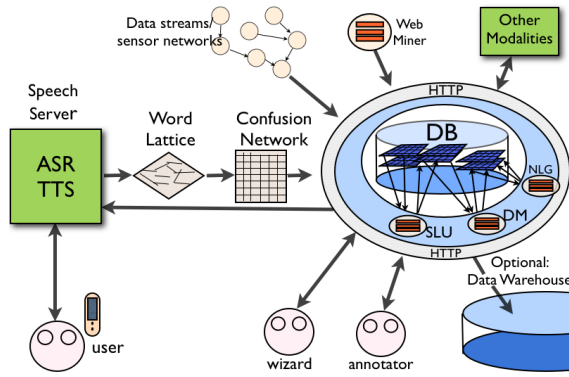 Data streams/
sensor networks
Web
Miner
Other
Modalities
Speech
Server
Word
Lattice
Confusion
Network
HTTP
DB
ASR
TTS
NLG
SLU
DM
HTTP
Optional:
Data Warehouse
user
wizard
annotator